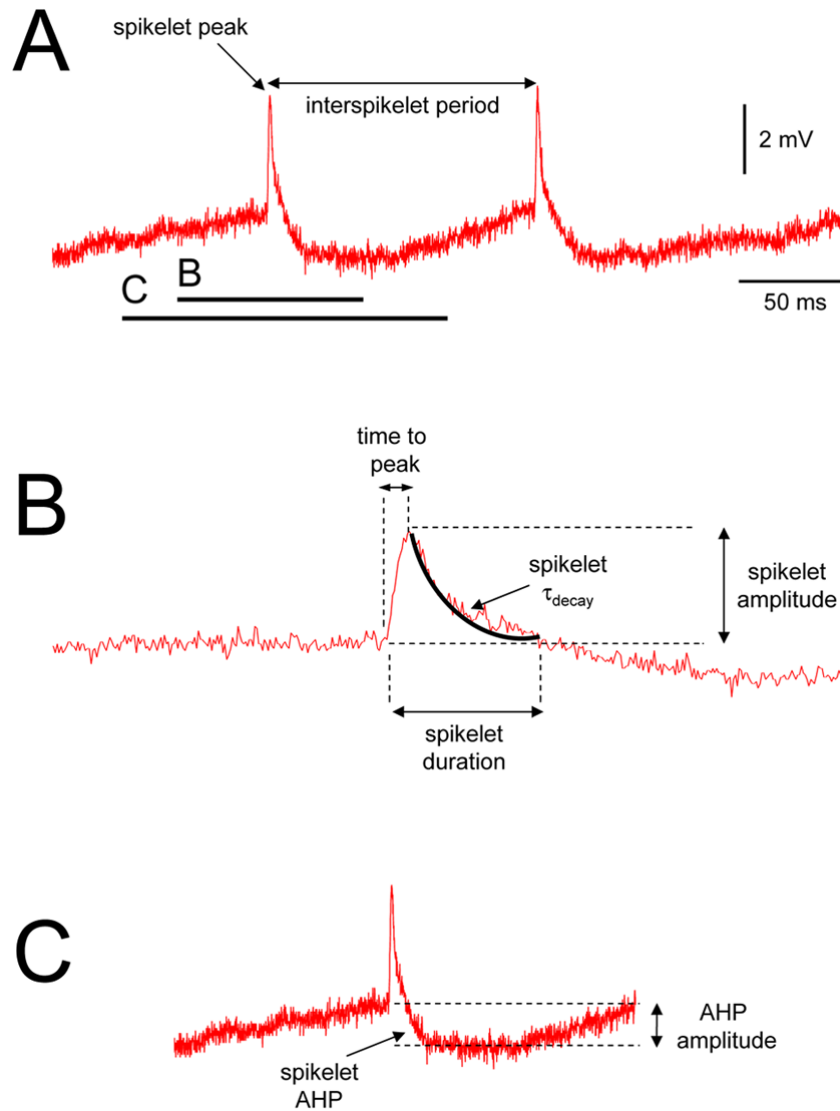 A
spikelet peak
interspikelet period
2 mV
B
C
50 ms
time to
peak
B
spikelet
τdecay
spikelet
amplitude
spikelet
duration
C
AHP
amplitude
spikelet
AHP